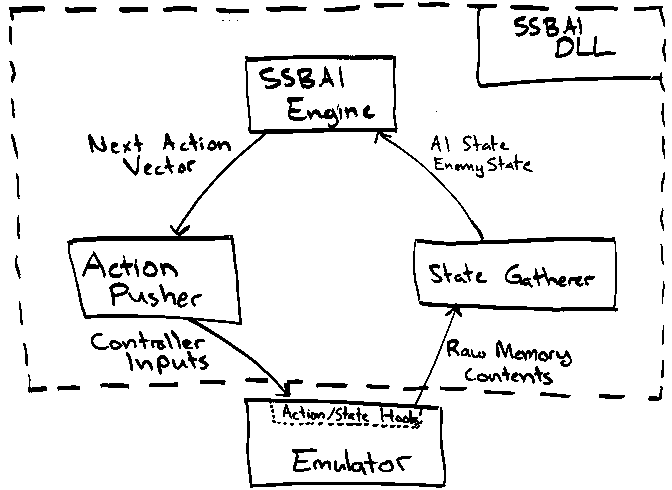 SSBAI
DLL
SSBAI
Engine
Next Action
Vector
AI State
Enemy State
Action
Pusher
State Gatherer
Controller
Inputs
Raw Memory
Contents
Action/State Hooks
Emulator